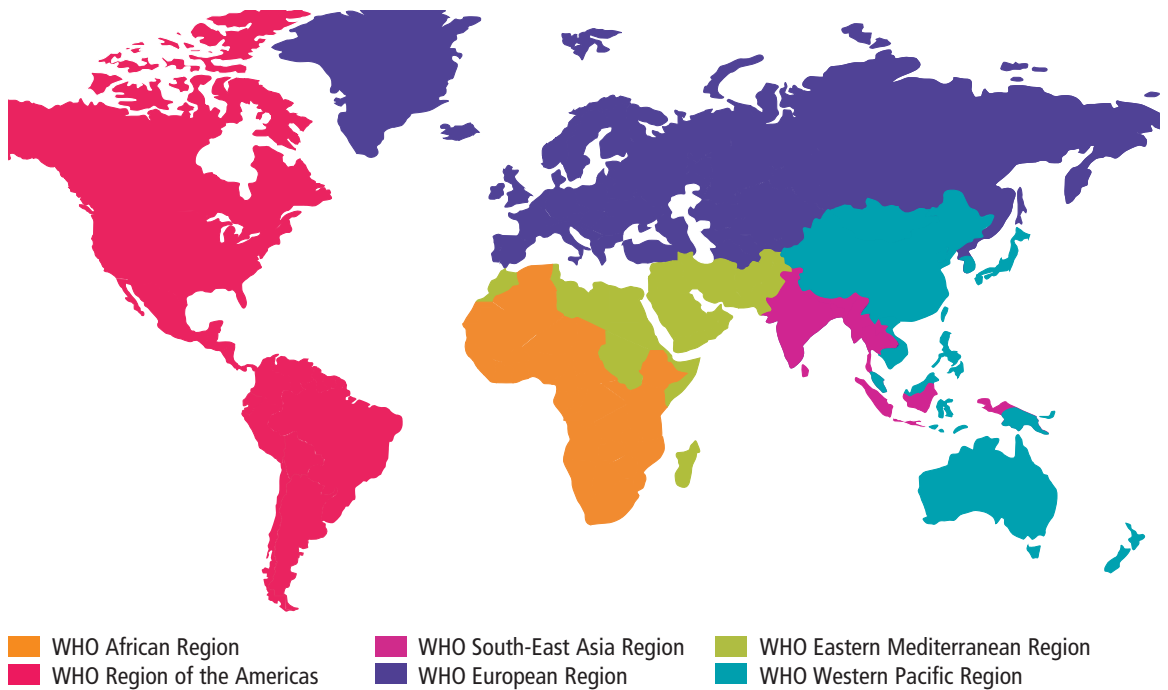 WHO African Region
WHO Region of the Americas
WHO South-East Asia Region
WHO European Region
WHO Eastern Mediterranean Region
WHO Western Pacific Region